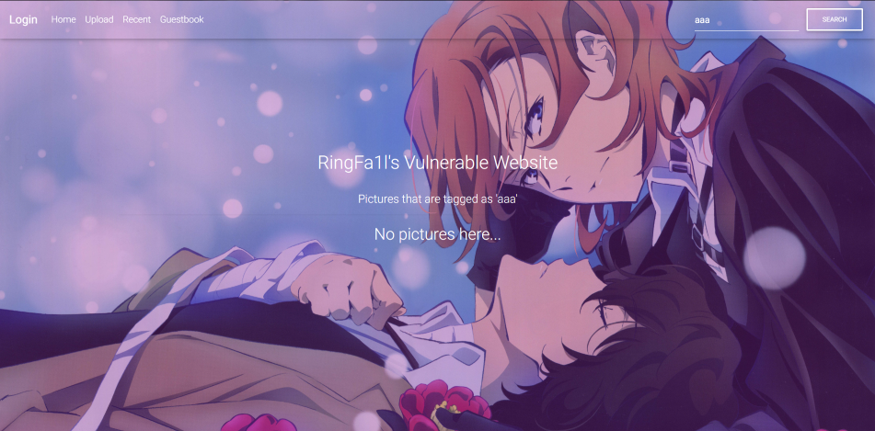 Login Home Upload Recent Guestbook aaa SEARCH
RingFa1l's Vulnerable Website
Pictures that are tagged as 'aaa'
No pictures here...